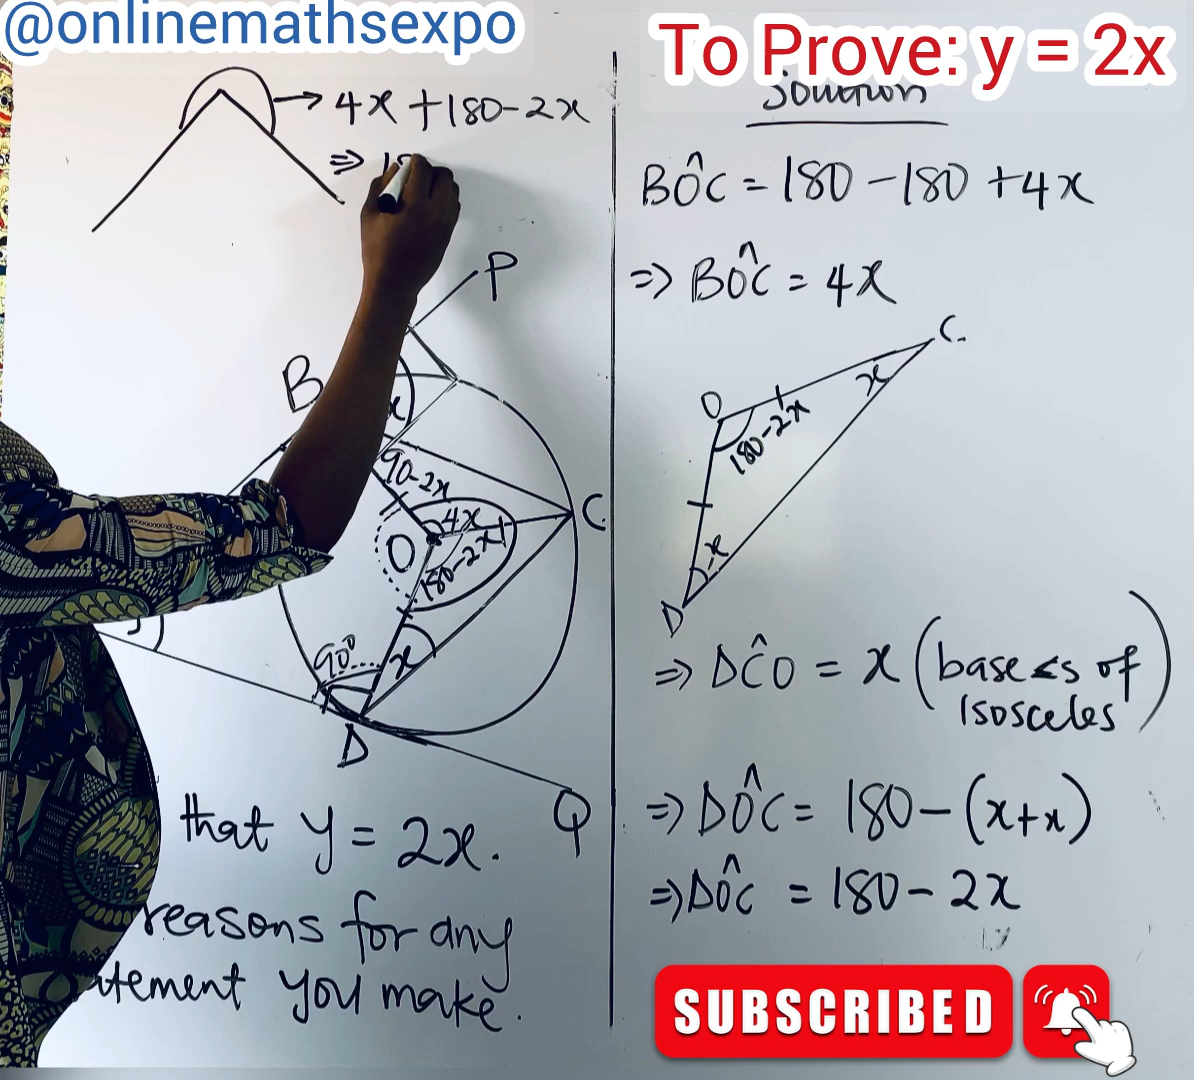 @onlinemathsexpo
To Prove: y = 2x
→ 4x + 180 - 2x
⇒
P
B
x
90-2x
4x
C
O
180-2x
90°
x
D
Q
that y = 2x.
reasons for any
you make.
Solution
BÔC = 180 - 180 + 4x
⇒ BÔC = 4x
C
O
x
180-2x
x
D
⇒ DĈO = x (base ∠s of
isosceles)
⇒ DÔC = 180 - (x+x)
⇒ DÔC = 180 - 2x
SUBSCRIBED